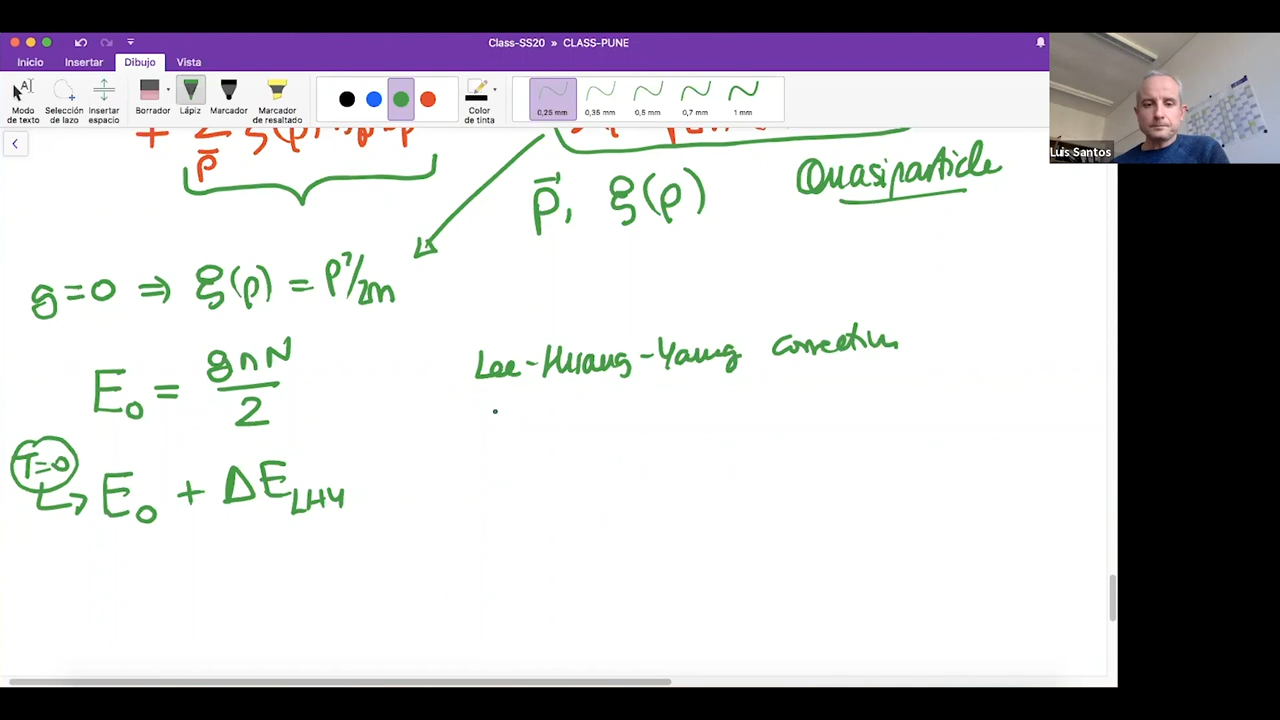 Class-SS20 » CLASS-PUNE
Inicio Insertar Dibujo Vista
Modo de texto
Selección de lazo
Insertar espacio
Borrador
Lápiz
Marcador
Marcador de resaltado
Color de tinta
0,25 mm 0,35 mm 0,5 mm 0,7 mm 1 mm
Luis Santos
Quasiparticle
p⃗, ξ(p)
g=0 ⇒ ξ(p) = p²/2m
E₀ = gnN/2
Lee-Huang-Yang correction
T=0
E₀ + ΔE_LHY